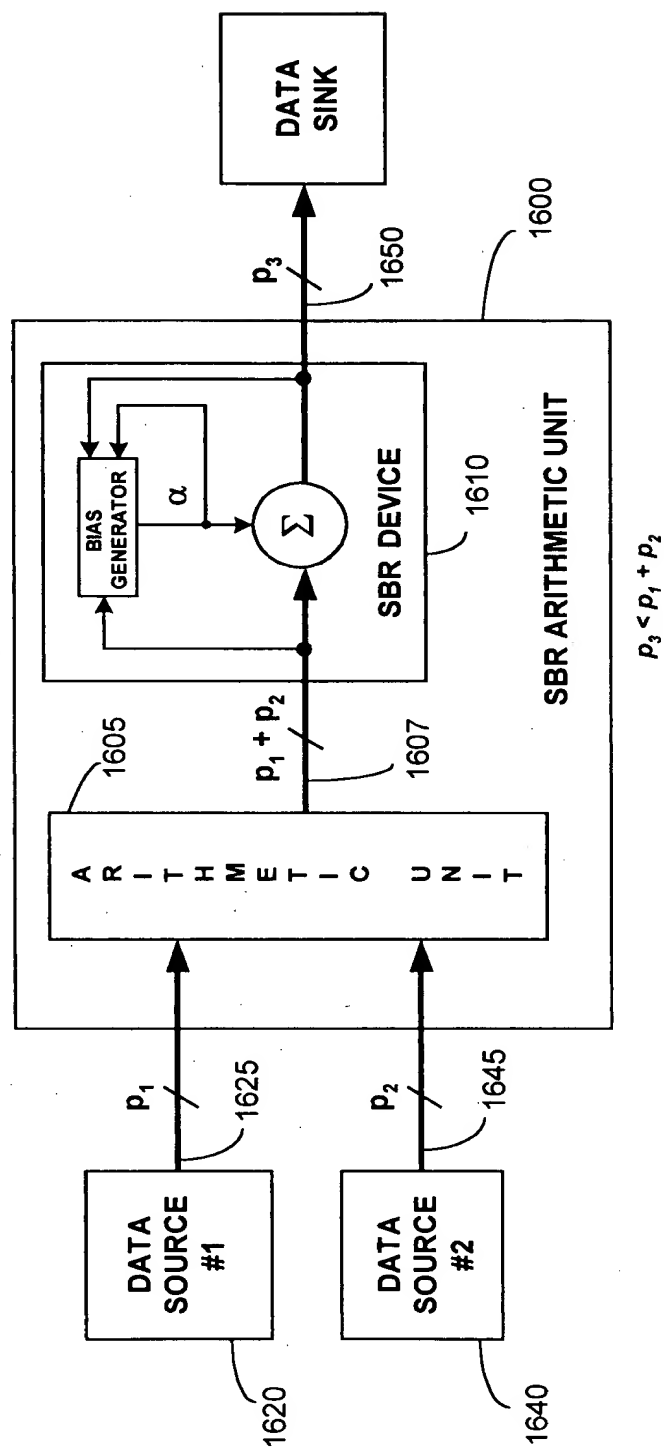 DATA
SOURCE
#1
1620
p1
1625
DATA
SOURCE
#2
1640
p2
1645
ARITHMETIC UNIT
1605
p1 + p2
1607
BIAS
GENERATOR
α
Σ
SBR DEVICE
1610
SBR ARITHMETIC UNIT
1600
p3
1650
DATA
SINK
p3 < p1 + p2